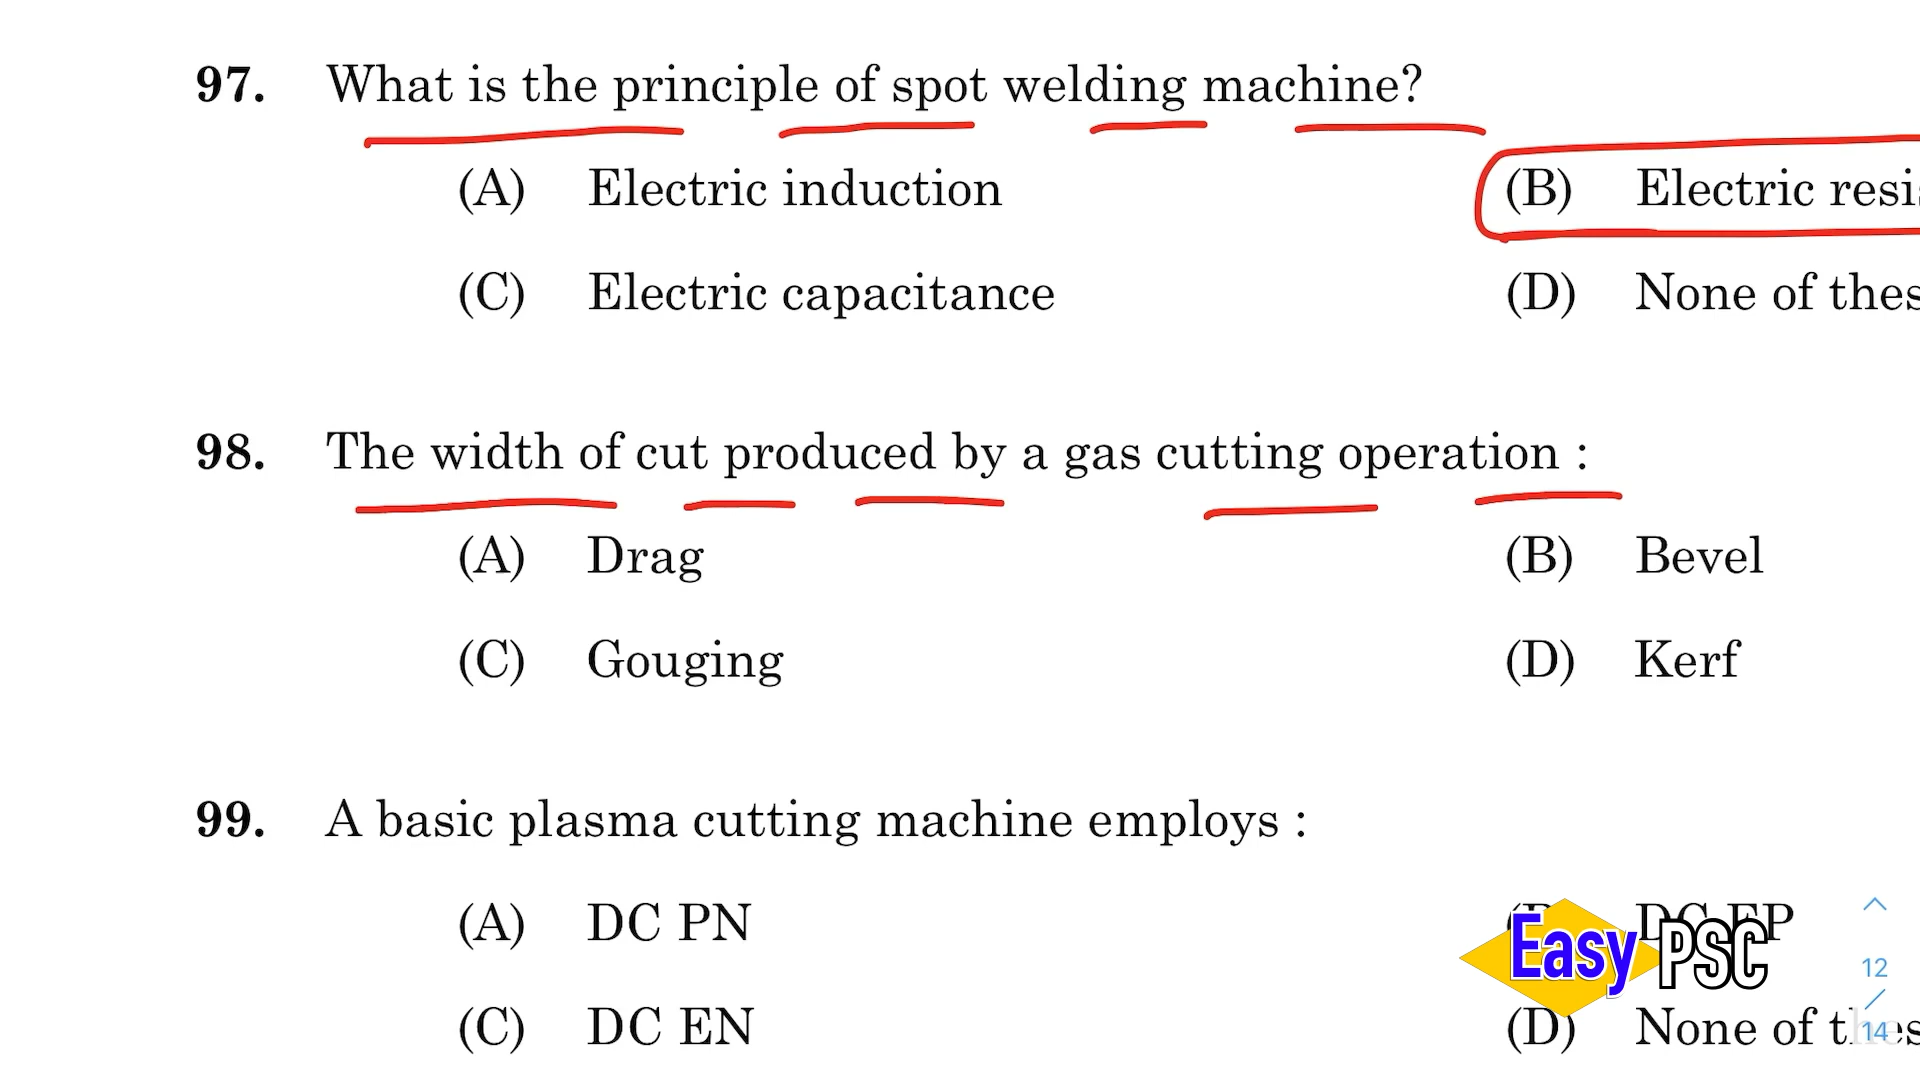 97. What is the principle of spot welding machine?
(A) Electric induction (B) Electric
(C) Electric capacitance (D) None of
98. The width of cut produced by a gas cutting operation :
(A) Drag (B) Bevel
(C) Gouging (D) Kerf
99. A basic plasma cutting machine employs :
(A) DC PN
Easy PSC
12
/
14
(C) DC EN (D) None of